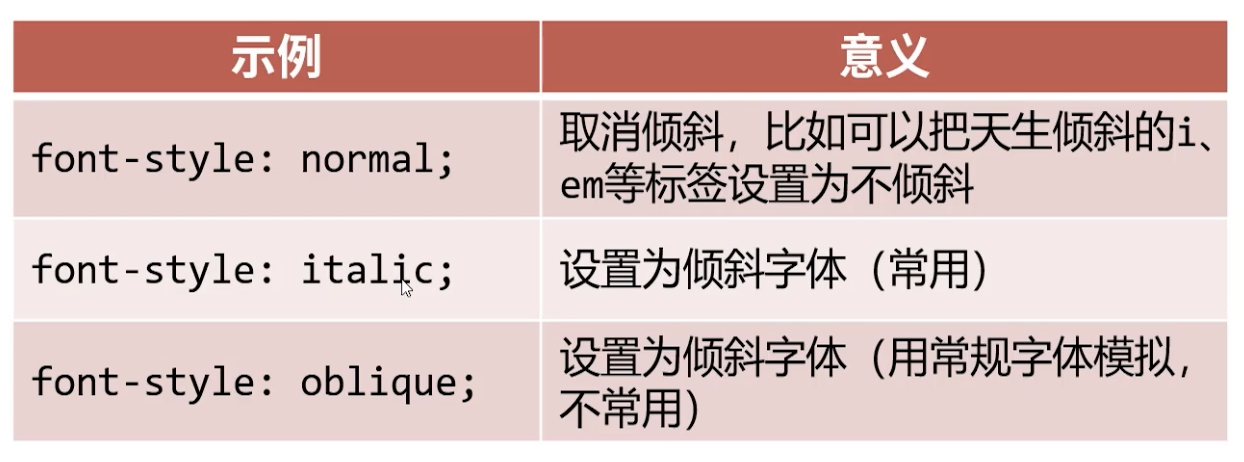 示例
意义
font-style: normal;
取消倾斜，比如可以把天生倾斜的i、
em等标签设置为不倾斜
font-style: italic;
设置为倾斜字体（常用）
font-style: oblique;
设置为倾斜字体（用常规字体模拟，
不常用）